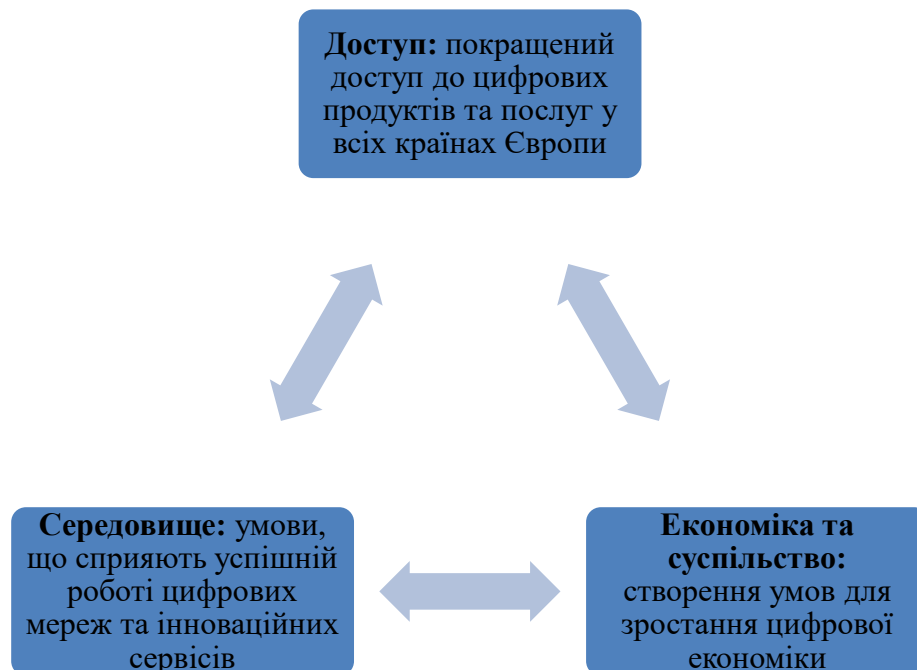 Доступ: покращений
доступ до цифрових
продуктів та послуг у
всіх країнах Європи
Середовище: умови,
що сприяють успішній
роботі цифрових
мереж та інноваційних
сервісів
Економіка та
суспільство:
створення умов для
зростання цифрової
економіки